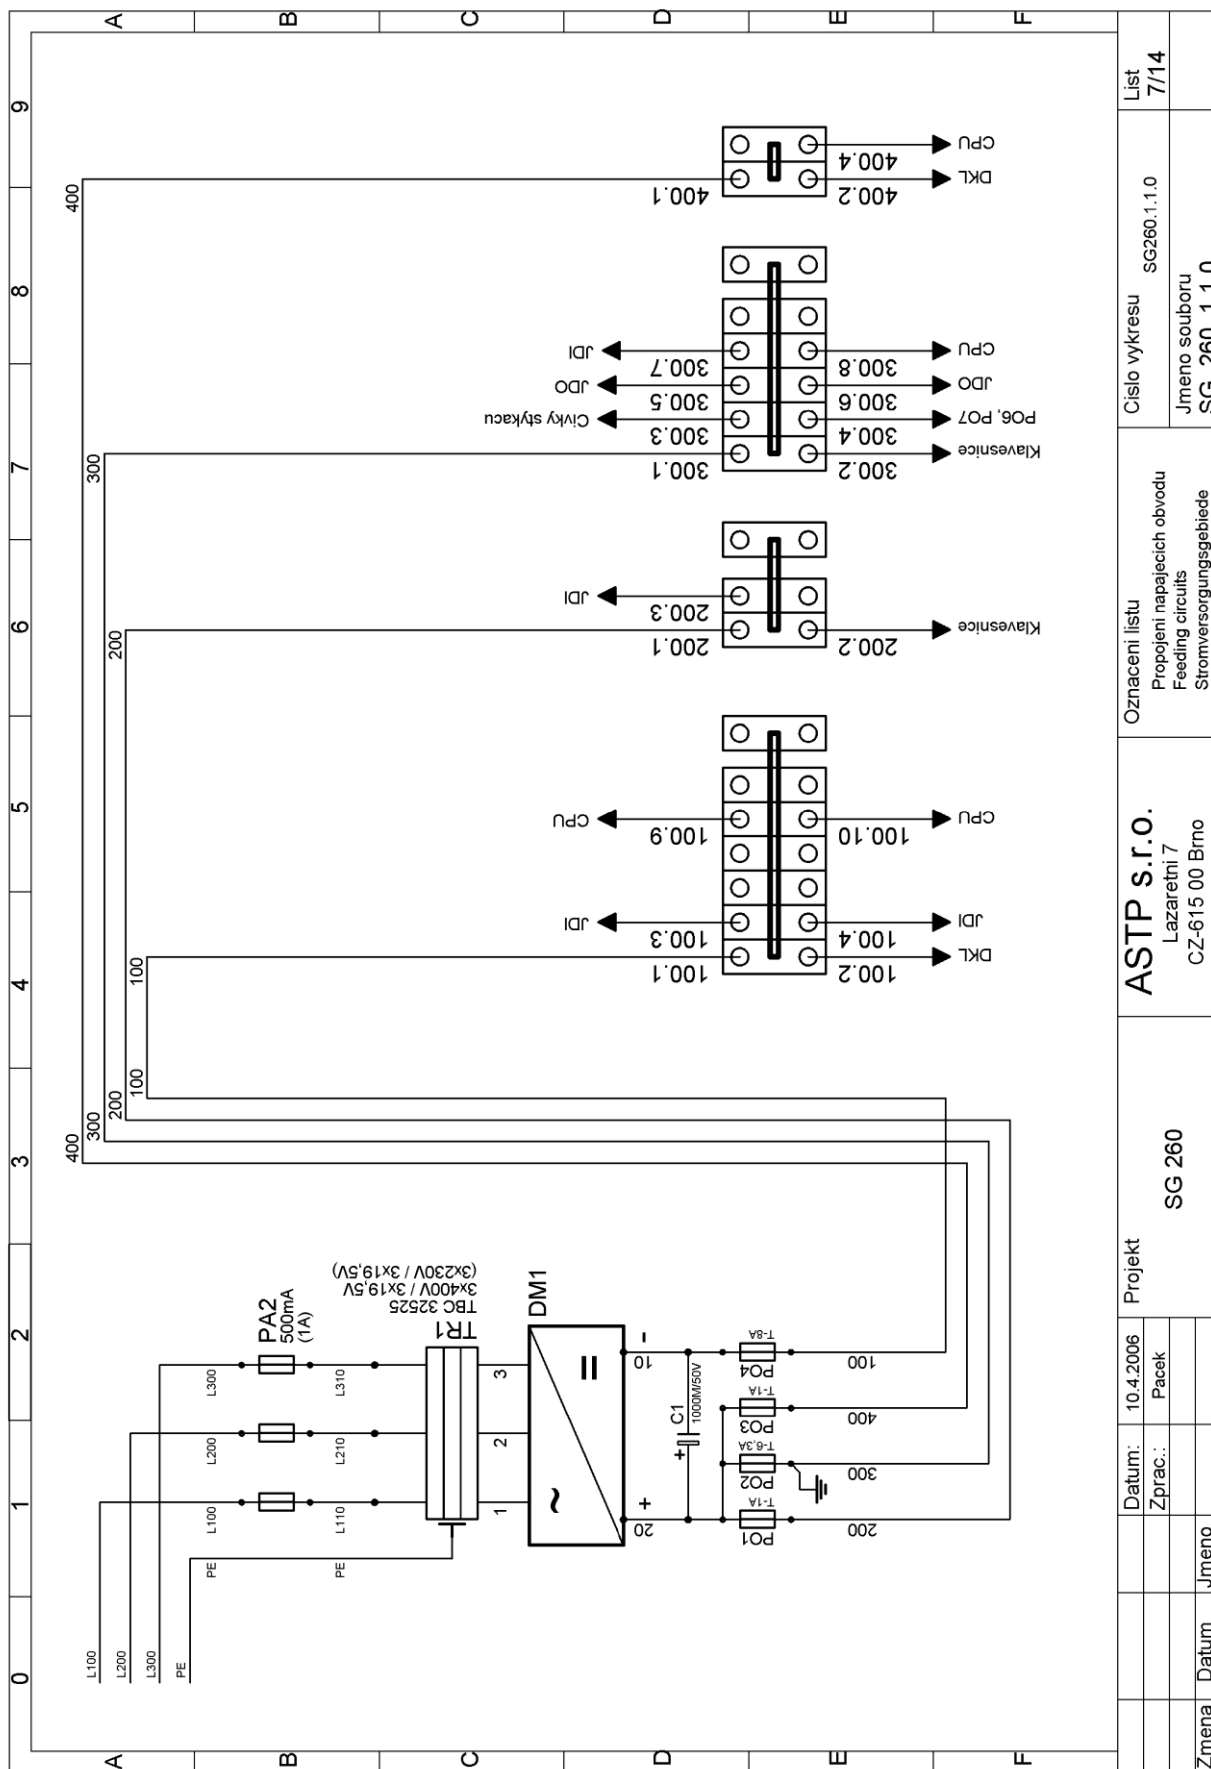 0 1 2 3 4 5 6 7 8 9
A
B
C
D
E
F
A
B
C
D
E
F
L100
L200
L300
PE
L100
L200
L300
PE
PA2
500mA
(1A)
L110
L210
L310
PE
TR1
TBC 32525
3x400V / 3x19,5V
(3x230V / 3x19,5V)
1
2
3
DM1
~
=
20
+
10
-
C1
+
1000M/50V
PO1
T-1A
PO2
T-6,3A
PO3
T-1A
PO4
T-8A
200
300
400
100
400
300
200
100
100
200
300
400
CPU
JDI
100.1
100.3
100.9
100.2
100.4
100.10
DKL
JDI
CPU
JDI
200.1
200.3
200.2
Klavesnice
Civky stykacu
JDO
JDI
300.1
300.3
300.5
300.7
300.2
300.4
300.6
300.8
Klavesnice
PO6, PO7
JDO
CPU
400.1
400.2
400.4
DKL
CPU
Zmena
Datum
Jmeno
Datum:
10.4.2006
Zprac.:
Pacek
Projekt
SG 260
ASTP s.r.o.
Lazaretni 7
CZ-615 00 Brno
Oznaceni listu
Propojeni napajecich obvodu
Feeding circuits
Stromversorgungsgebiede
Cislo vykresu
SG260.1.1.0
Jmeno souboru
SG_260_1.1.0
List
7/14